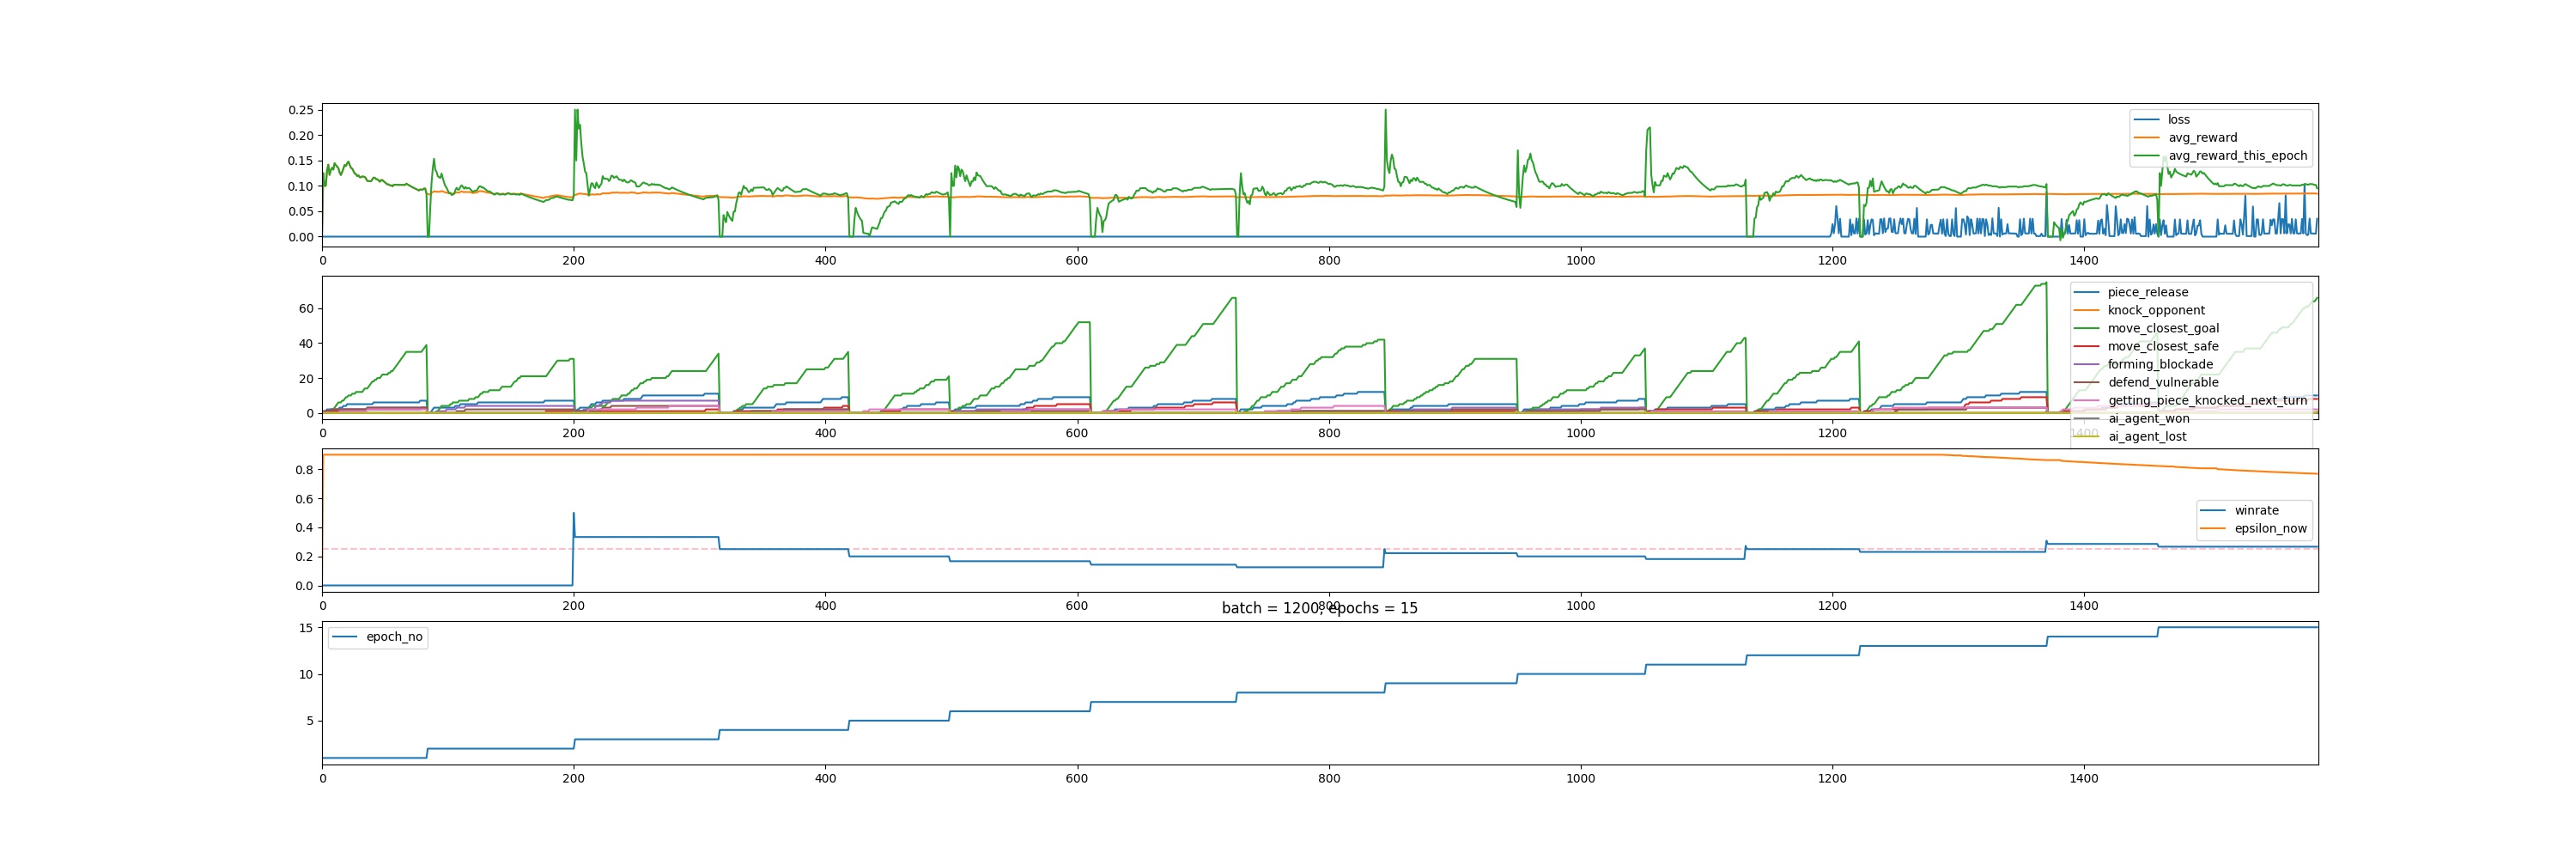 0.25
0.20
0.15
0.10
0.05
0.00
loss
avg_reward
avg_reward_this_epoch
0 200 400 600 800 1000 1200 1400
60
40
20
0
piece_release
knock_opponent
move_closest_goal
move_closest_safe
forming_blockade
defend_vulnerable
getting_piece_knocked_next_turn
ai_agent_won
ai_agent_lost
0 200 400 600 800 1000 1200 1400
0.8
0.6
0.4
0.2
0.0
winrate
epsilon_now
0 200 400 600 800 1000 1200 1400
batch = 1200, epochs = 15
15
10
5
epoch_no
0 200 400 600 800 1000 1200 1400